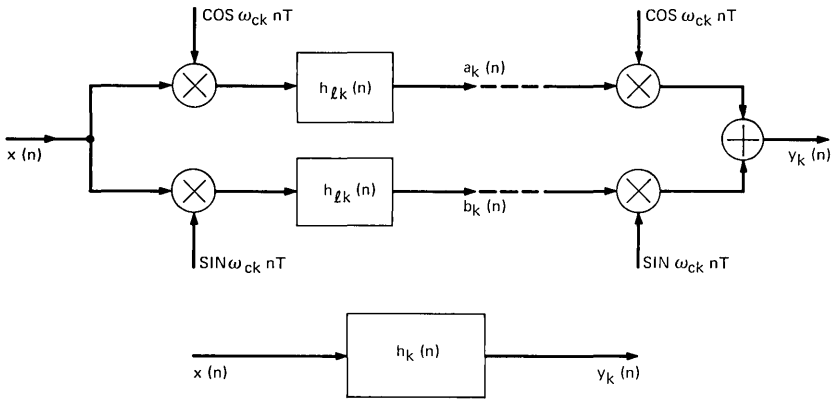 COS ω_ck nT
COS ω_ck nT
h_ℓk (n)
a_k (n)
x (n)
y_k (n)
h_ℓk (n)
b_k (n)
SIN ω_ck nT
SIN ω_ck nT
h_k (n)
x (n)
y_k (n)